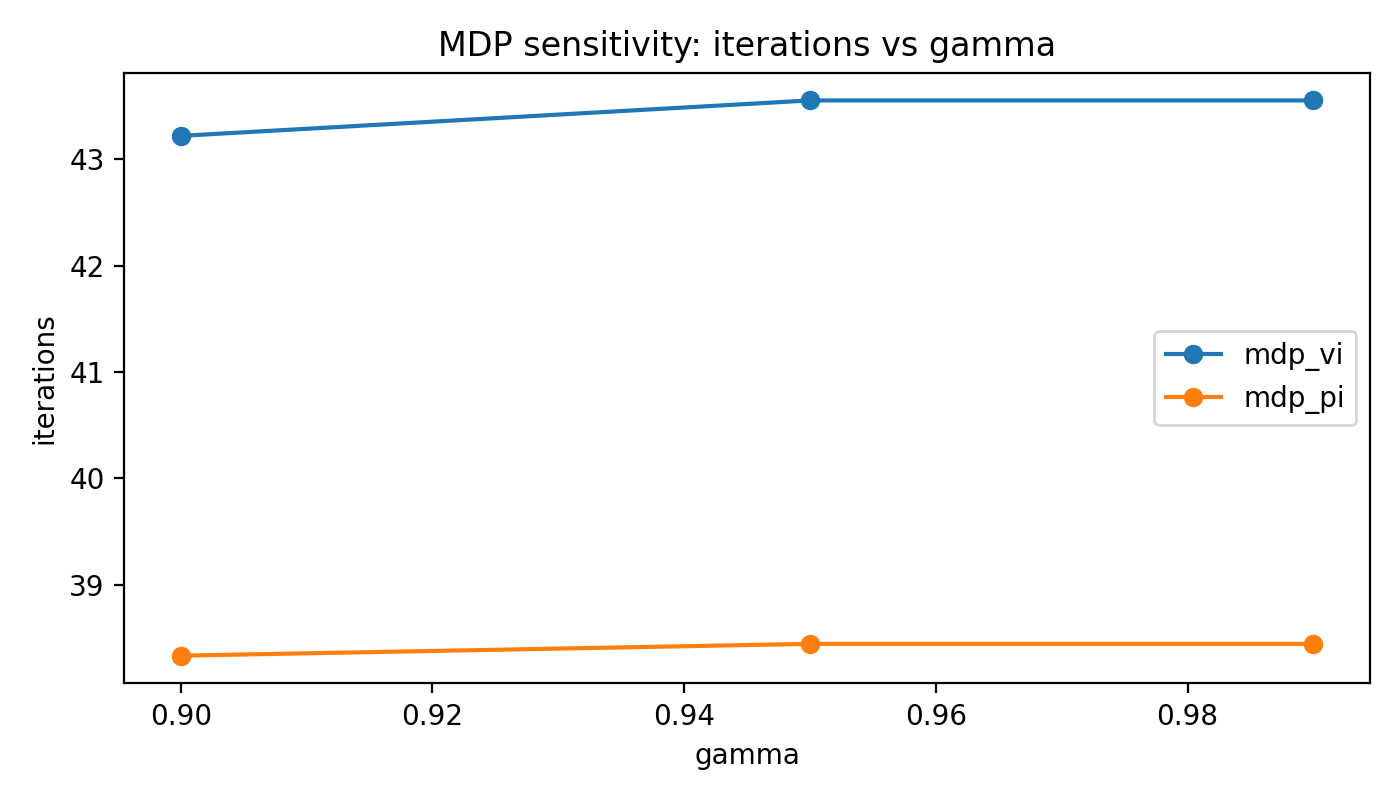 MDP sensitivity: iterations vs gamma
43
42
41
40
39
iterations
mdp_vi
mdp_pi
0.90 0.92 0.94 0.96 0.98
gamma